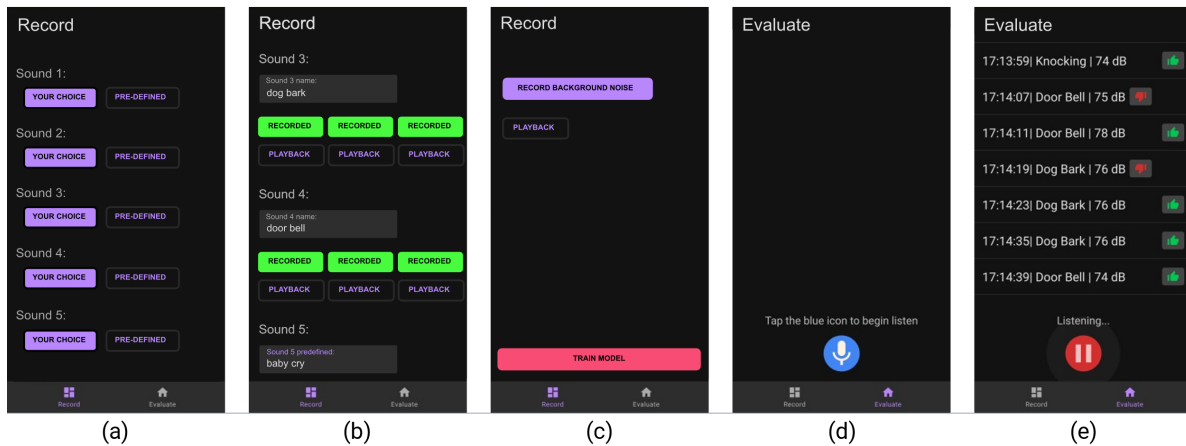 Record
Sound 1:
YOUR CHOICE PRE-DEFINED
Sound 2:
YOUR CHOICE PRE-DEFINED
Sound 3:
YOUR CHOICE PRE-DEFINED
Sound 4:
YOUR CHOICE PRE-DEFINED
Sound 5:
YOUR CHOICE PRE-DEFINED
Record Evaluate
(a)
Record
Sound 3:
Sound 3 name:
dog bark
RECORDED RECORDED RECORDED
PLAYBACK PLAYBACK PLAYBACK
Sound 4:
Sound 4 name:
door bell
RECORDED RECORDED RECORDED
PLAYBACK PLAYBACK PLAYBACK
Sound 5:
Sound 5 predefined:
baby cry
Record Evaluate
(b)
Record
RECORD BACKGROUND NOISE
PLAYBACK
TRAIN MODEL
Record Evaluate
(c)
Evaluate
Tap the blue icon to begin listen
Record Evaluate
(d)
Evaluate
17:13:59| Knocking | 74 dB
17:14:07| Door Bell | 75 dB
17:14:11| Door Bell | 78 dB
17:14:19| Dog Bark | 76 dB
17:14:23| Dog Bark | 76 dB
17:14:35| Dog Bark | 76 dB
17:14:39| Door Bell | 74 dB
Listening...
Record Evaluate
(e)